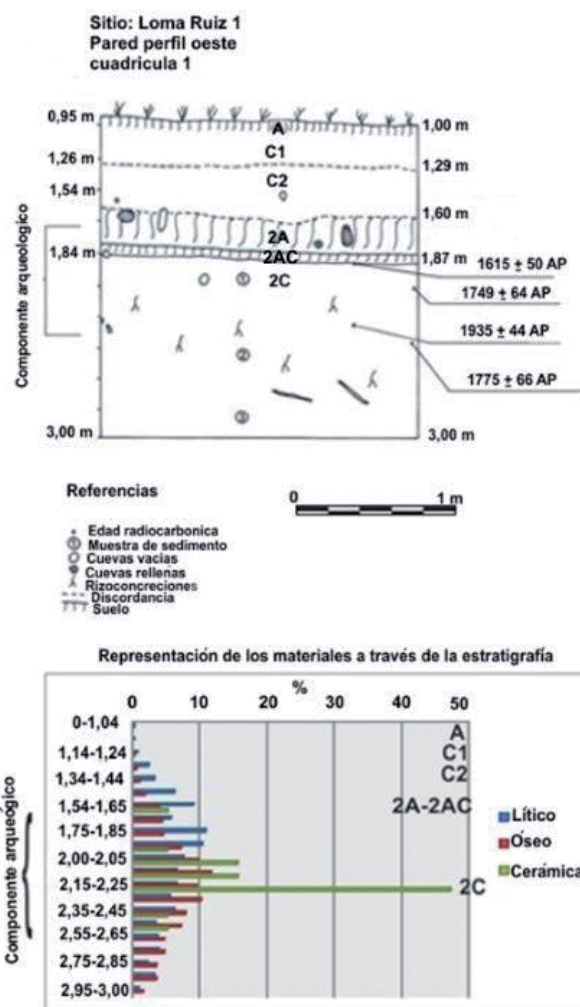 Sitio: Loma Ruiz 1
Pared perfil oeste
cuadricula 1
0,95 m
1,00 m
A
C1
1,26 m
1,29 m
C2
1,54 m
1,60 m
2A
1,84 m
2AC
1,87 m
1615 ± 50 AP
2C
1
1749 ± 64 AP
1935 ± 44 AP
2
1775 ± 66 AP
3
3,00 m
3,00 m
Componente arqueologico
Referencias
0
1 m
Edad radiocarbonica
Muestra de sedimento
Cuevas vacias
Cuevas rellenas
Rizoconcreciones
Discordancia
Suelo
Representación de los materiales a través de la estratigrafía
%
0 10 20 30 40 50
0-1,04
A
1,14-1,24
C1
1,34-1,44
C2
1,54-1,65
2A-2AC
1,75-1,85
2,00-2,05
2,15-2,25
2C
2,35-2,45
2,55-2,65
2,75-2,85
2,95-3,00
Componente arqueógico
Lítico
Óseo
Cerámica